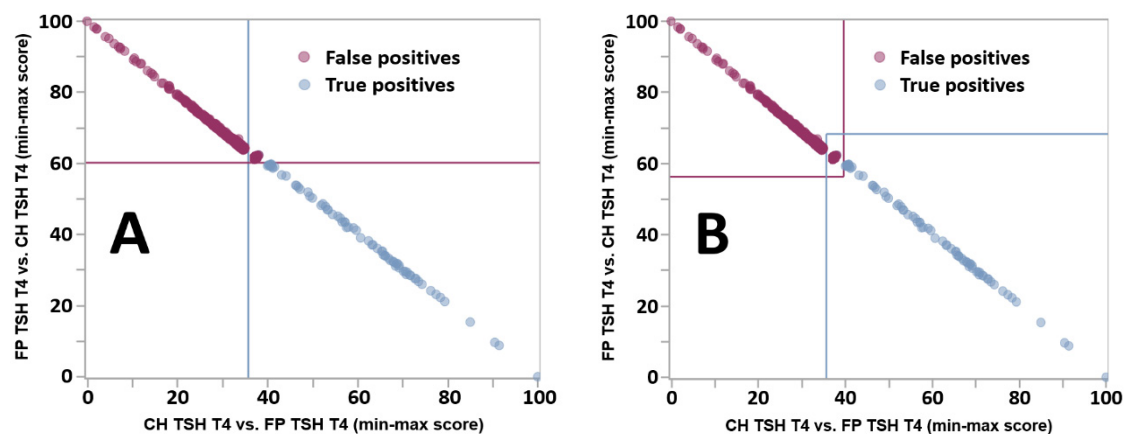 100
80
60
40
20
0
FP TSH T4 vs. CH TSH T4 (min-max score)
False positives
True positives
A
0 20 40 60 80 100
CH TSH T4 vs. FP TSH T4 (min-max score)
100
80
60
40
20
0
FP TSH T4 vs. CH TSH T4 (min-max score)
False positives
True positives
B
0 20 40 60 80 100
CH TSH T4 vs. FP TSH T4 (min-max score)